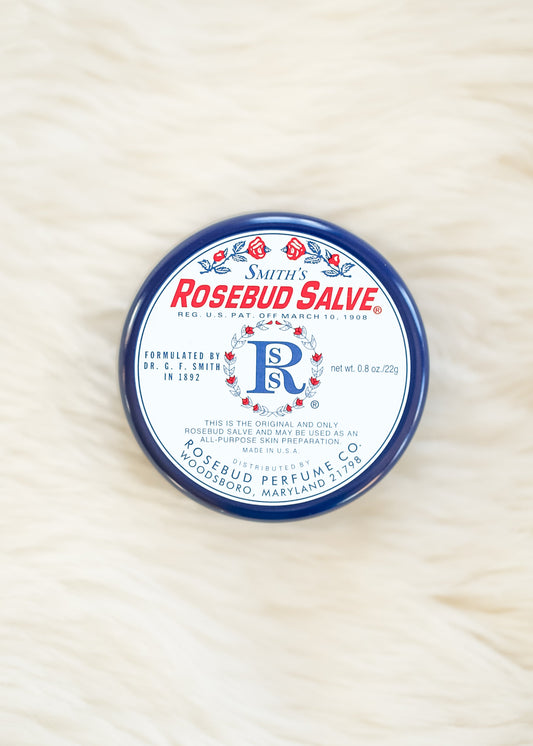 SMITH'S
ROSEBUD SALVE®
REG. U.S. PAT. OFF MARCH 10, 1908
FORMULATED BY
DR. G. F. SMITH
IN 1892
RSS
®
net wt. 0.8 oz./22g
THIS IS THE ORIGINAL AND ONLY
ROSEBUD SALVE AND MAY BE USED AS AN
ALL-PURPOSE SKIN PREPARATION
MADE IN U.S.A.
DISTRIBUTED BY
ROSEBUD PERFUME CO.
WOODSBORO, MARYLAND 21798